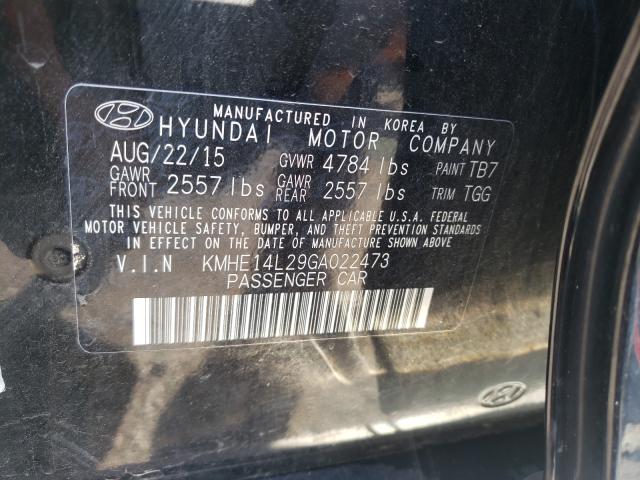 MANUFACTURED IN KOREA BY
HYUNDAI MOTOR COMPANY
AUG/22/15 GVWR 4784 lbs PAINT TB7
GAWR FRONT 2557 lbs GAWR REAR 2557 lbs TRIM TGG
THIS VEHICLE CONFORMS TO ALL APPLICABLE U.S.A. FEDERAL
MOTOR VEHICLE SAFETY, BUMPER, AND THEFT PREVENTION STANDARDS
IN EFFECT ON THE DATE OF MANUFACTURE SHOWN ABOVE
V.I.N KMHE14L29GA022473
PASSENGER CAR